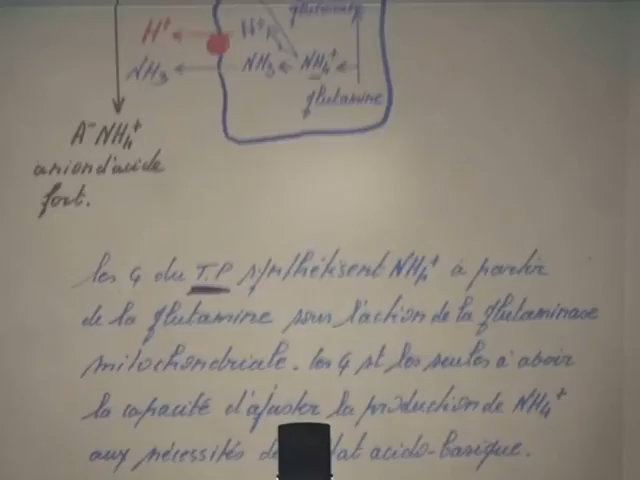 glutamate
H⁺ H⁺
NH₃ NH₃ NH₄⁺
glutamine
A⁻ NH₄⁺
anion d'acide
fort.
les ç du T.P synthétisent NH₄⁺ à partir
de la glutamine sous l'action de la glutaminase
mitochondriale. les ç st les seules à avoir
la capacité d'ajuster la production de NH₄⁺
aux nécessités de lat acido-basique.